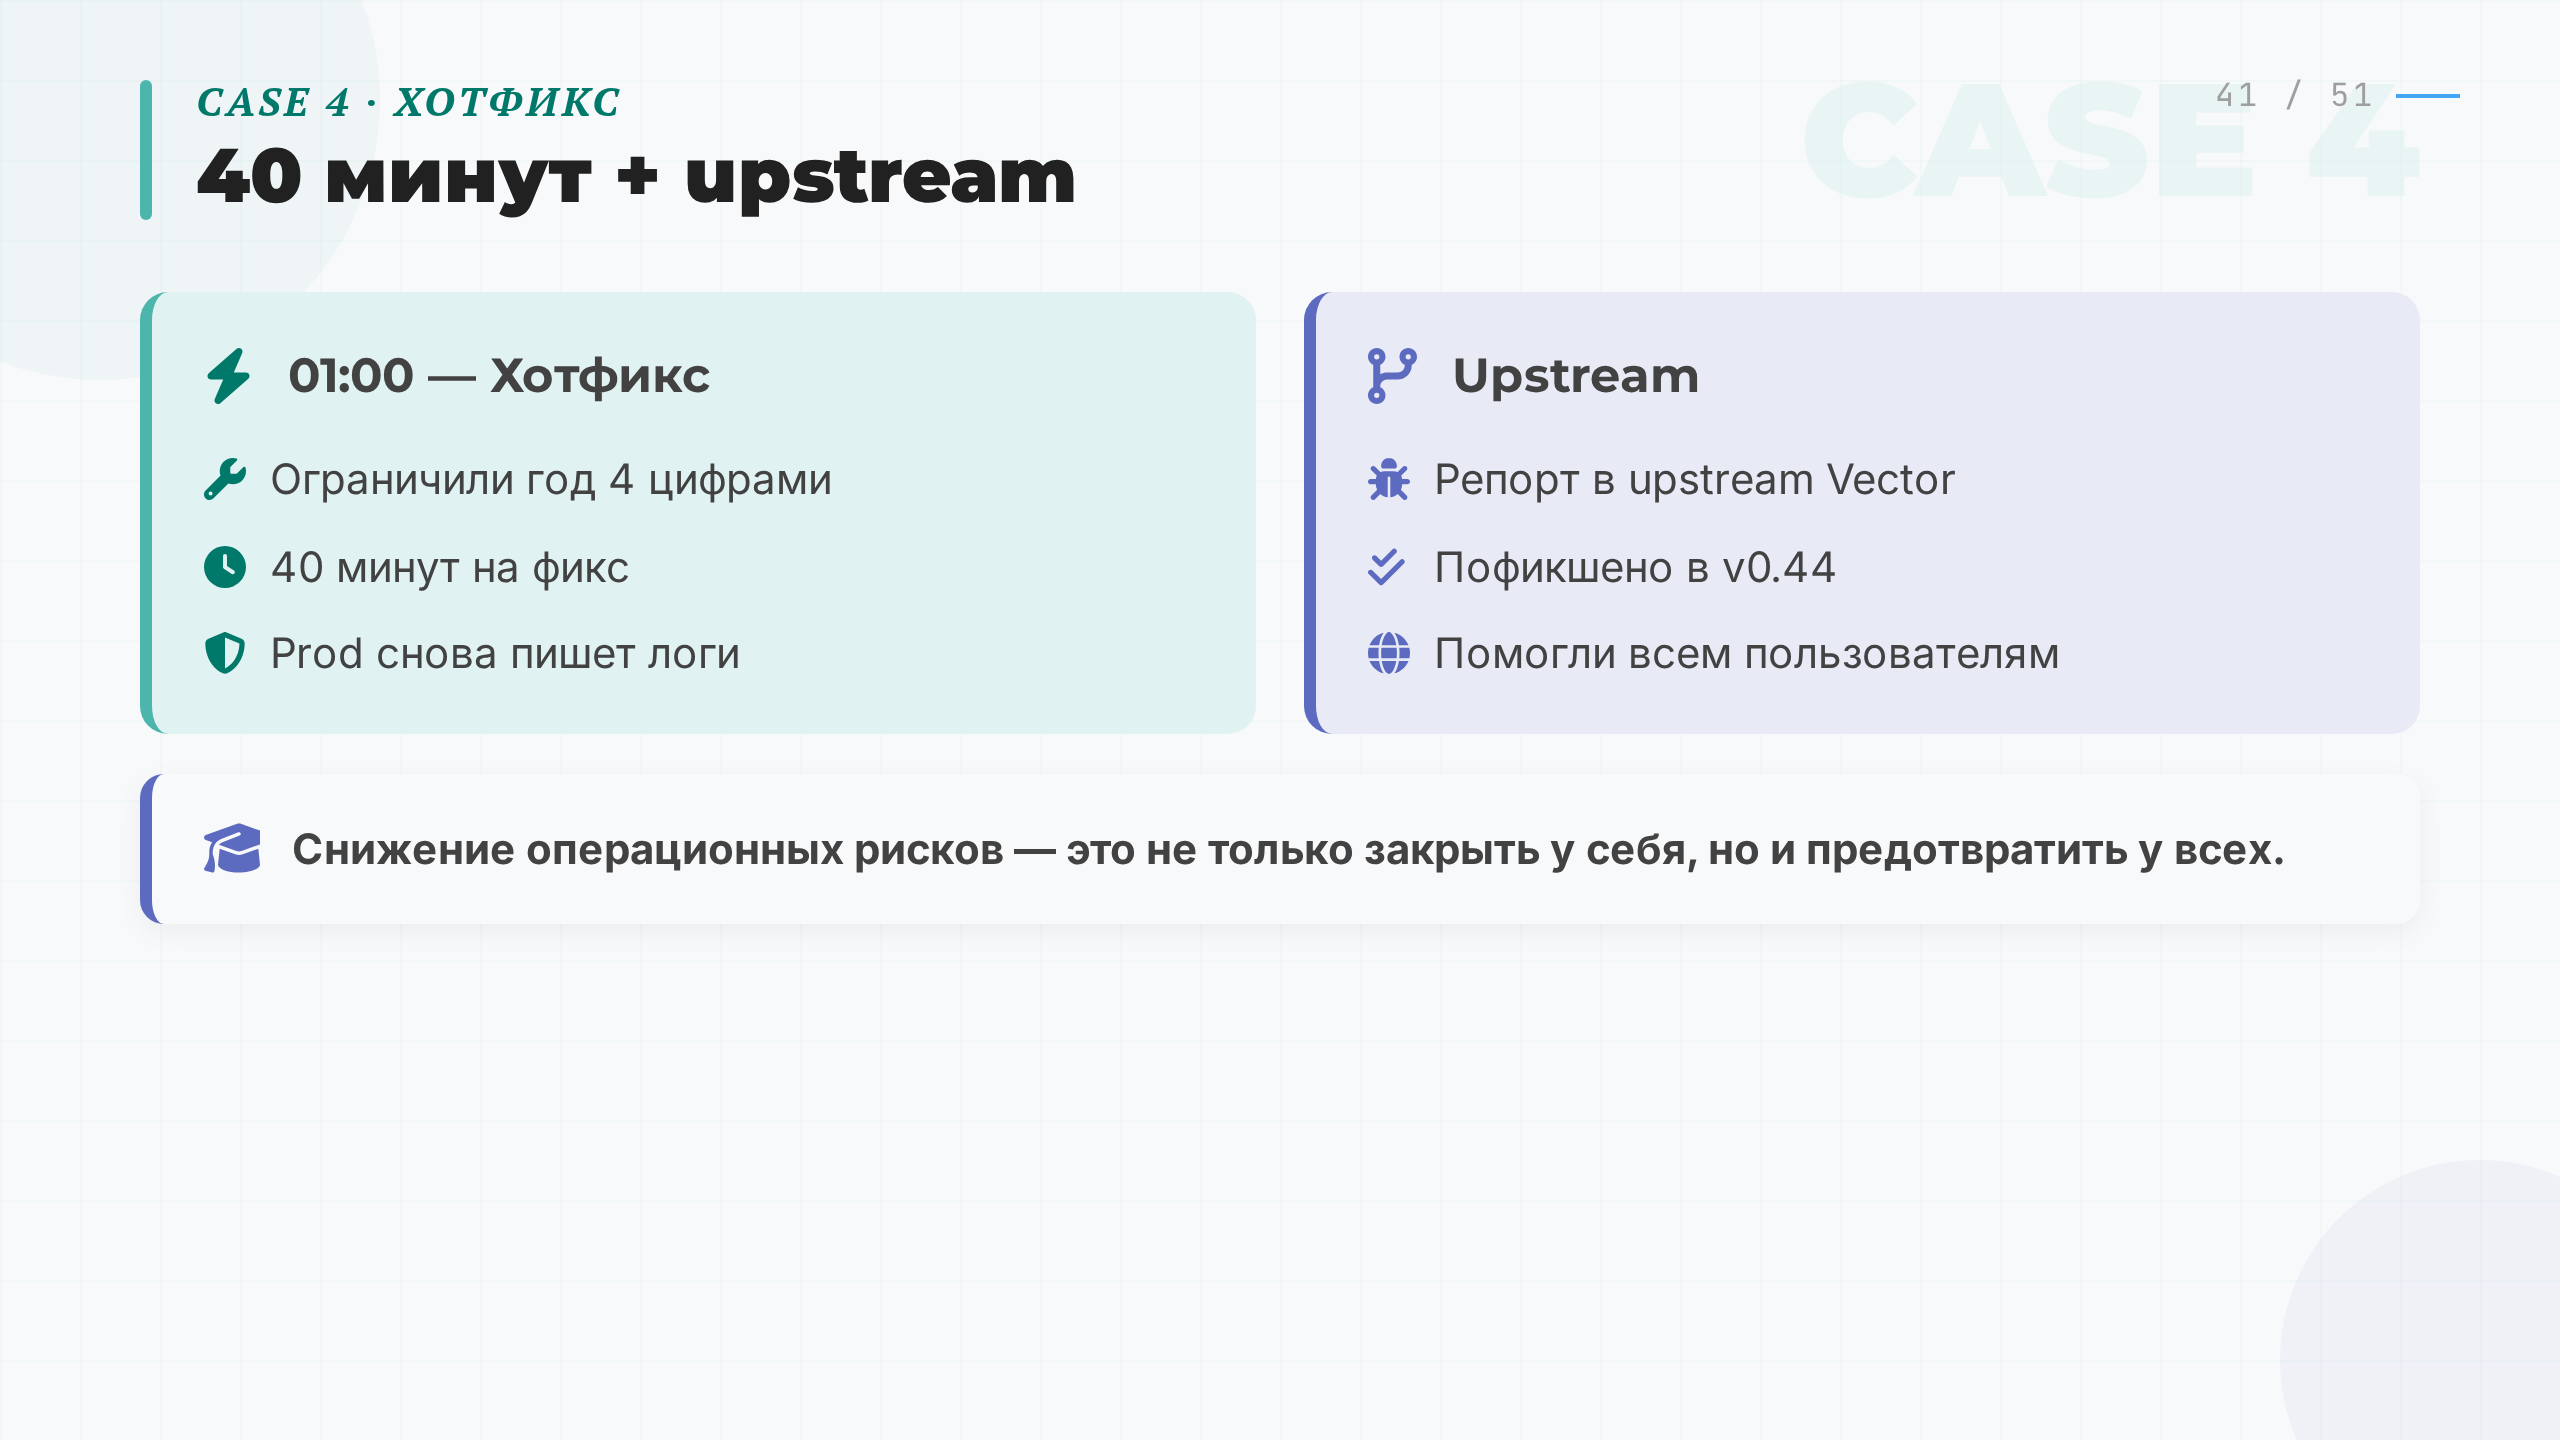 CASE 4 · ХОТФИКС
40 минут + upstream
CASE 4
41 / 51
01:00 — Хотфикс
Ограничили год 4 цифрами
40 минут на фикс
Prod снова пишет логи
Upstream
Репорт в upstream Vector
Пофикшено в v0.44
Помогли всем пользователям
Снижение операционных рисков — это не только закрыть у себя, но и предотвратить у всех.